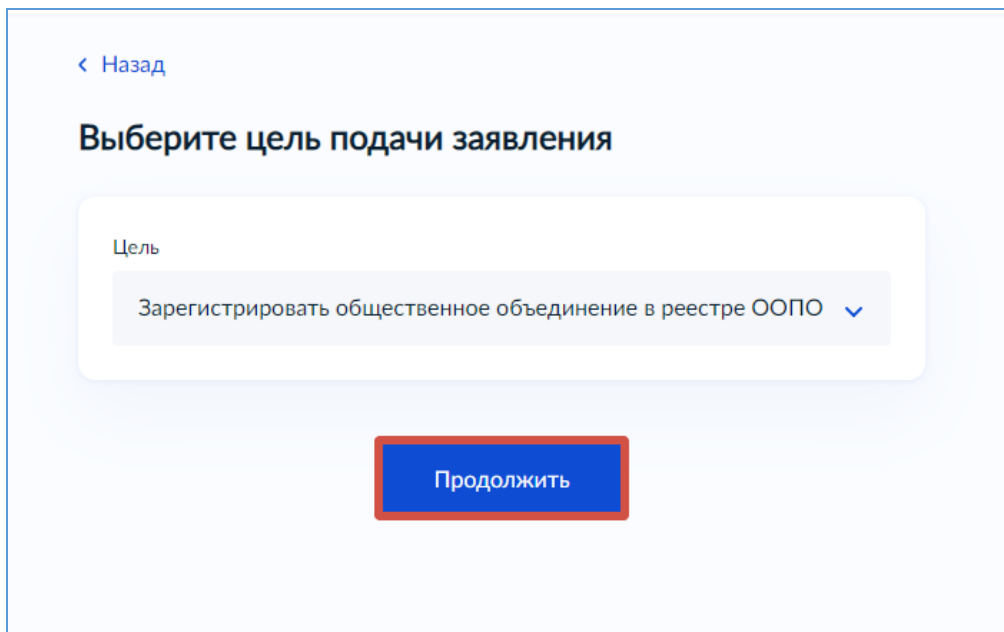 Назад
Выберите цель подачи заявления
Цель
Зарегистрировать общественное объединение в реестре ООПО
Продолжить